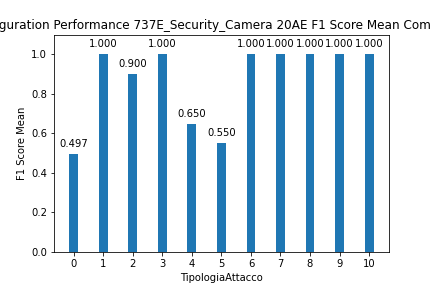 guration Performance 737E_Security_Camera 20AE F1 Score Mean Com
1.000 1.000 1.000 1.000 1.000 1.000 1.000
0.900
0.650
0.550
0.497
1.0
0.8
0.6
0.4
0.2
0.0
F1 Score Mean
0 1 2 3 4 5 6 7 8 9 10
TipologiaAttacco